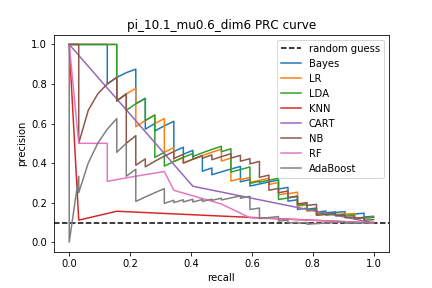 pi_10.1_mu0.6_dim6 PRC curve
precision
1.0
0.8
0.6
0.4
0.2
0.0
random guess
Bayes
LR
LDA
KNN
CART
NB
RF
AdaBoost
0.0 0.2 0.4 0.6 0.8 1.0
recall